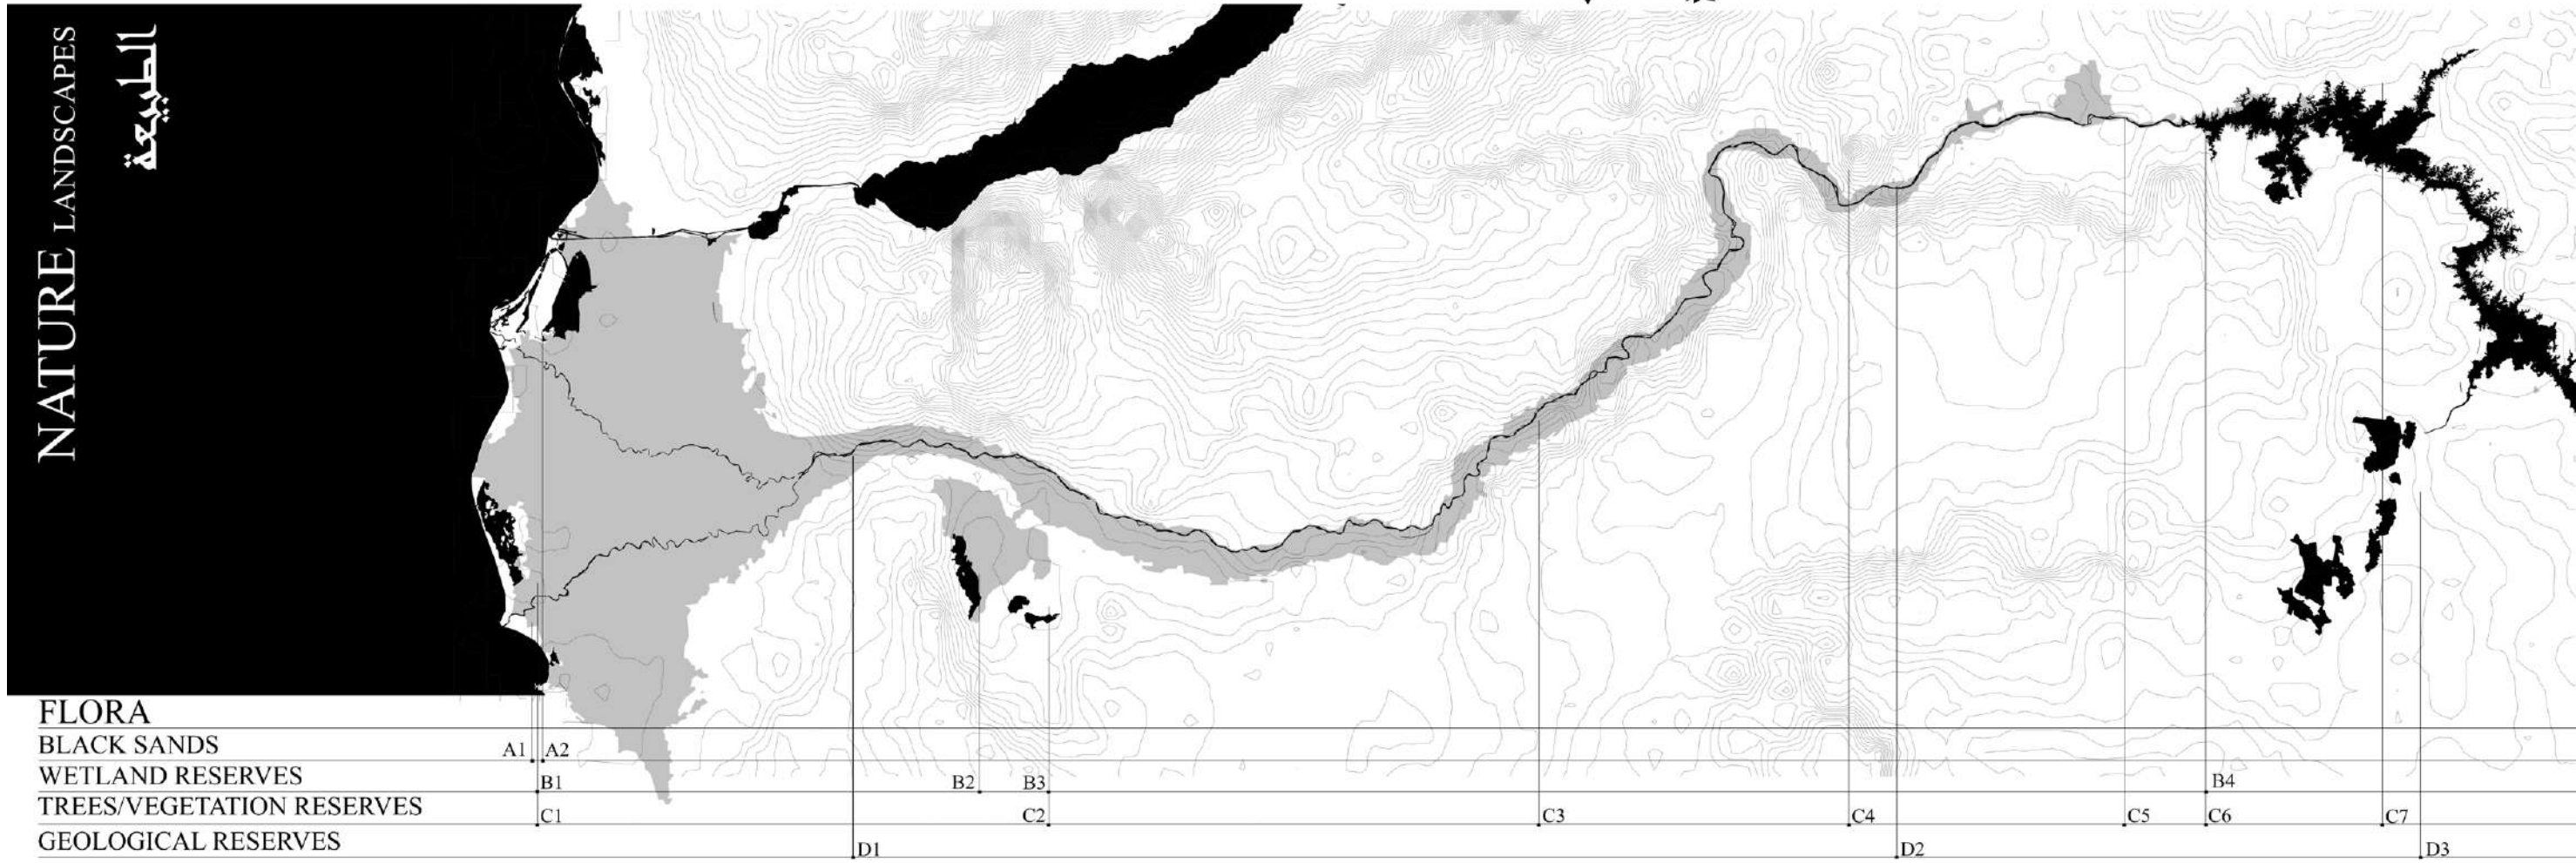 NATURE LANDSCAPES
الطبيعة
FLORA
BLACK SANDS
A1 A2
WETLAND RESERVES
B1 B2 B3 B4
TREES/VEGETATION RESERVES
C1 C2 C3 C4 C5 C6 C7
GEOLOGICAL RESERVES
D1 D2 D3